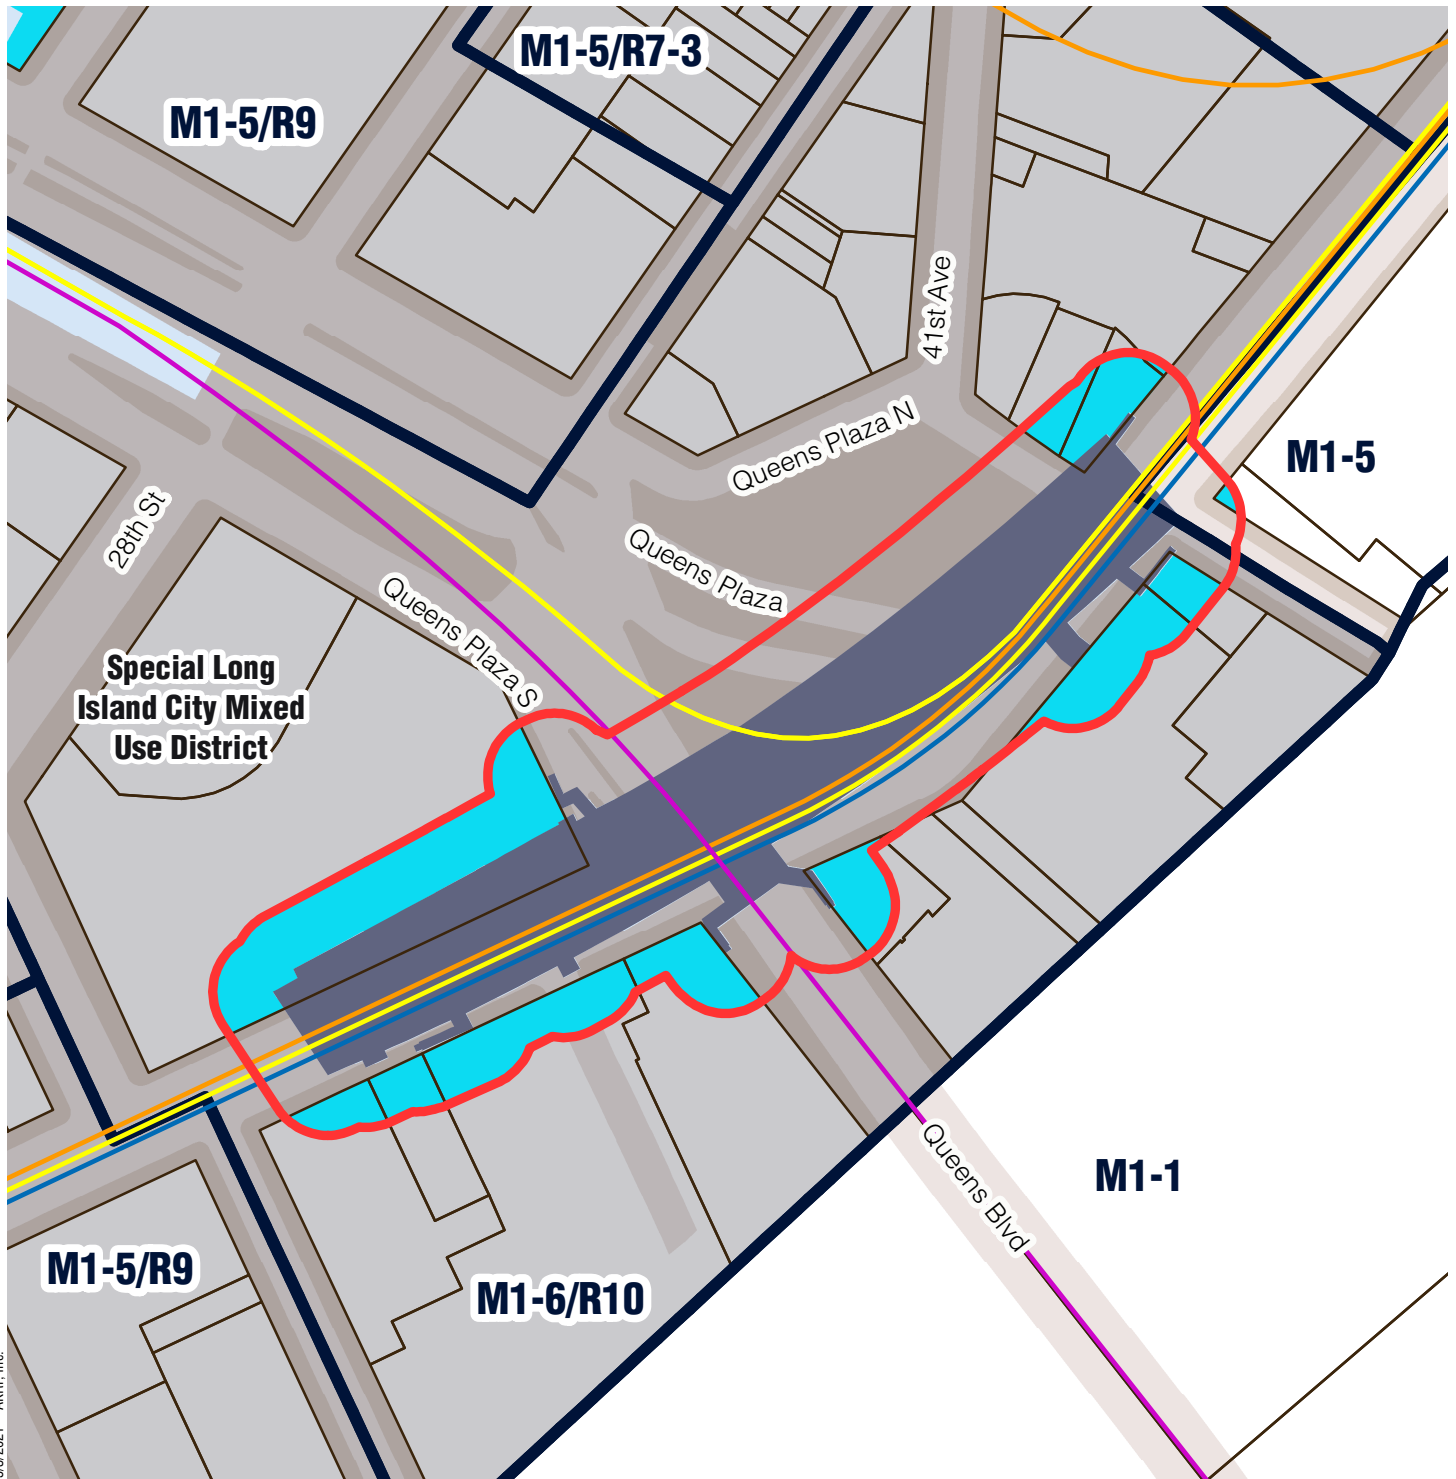 M1-5/R7-3
M1-5/R9
41st Ave
Queens Plaza N
M1-5
28th St
Queens Plaza
Queens Plaza S
Special Long
Island City Mixed
Use District
M1-1
Queens Blvd
M1-5/R9
M1-6/R10